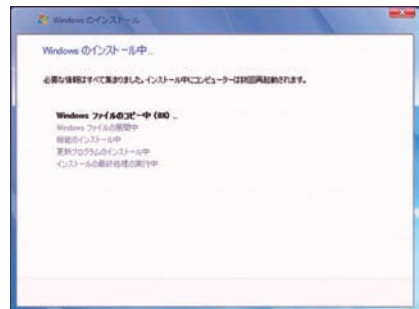 Windows のインストール
Windows のインストール中...
必要な情報はすべて集まりました。インストール中にコンピューターは数回再起動されます。
Windows ファイルのコピー中 (0%) ...
Windows ファイルの展開中
機能のインストール中
更新プログラムのインストール中
インストールの最終処理の実行中